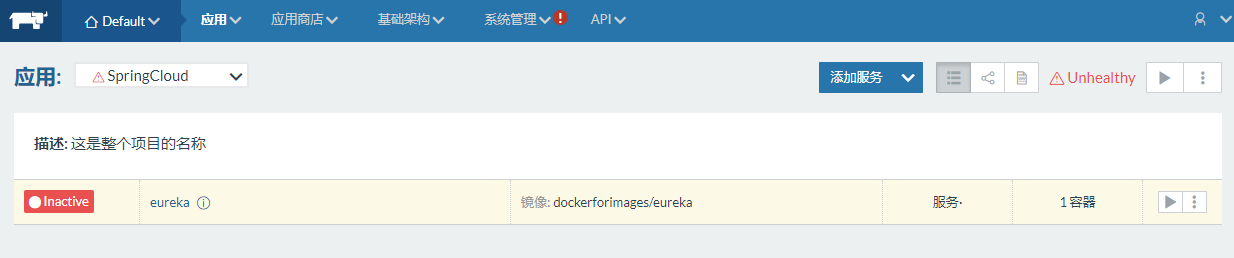 Default 应用 应用商店 基础架构 系统管理 ! API
应用: SpringCloud 添加服务 Unhealthy
描述: 这是整个项目的名称
Inactive eureka 镜像: dockerforimages/eureka 服务· 1 容器